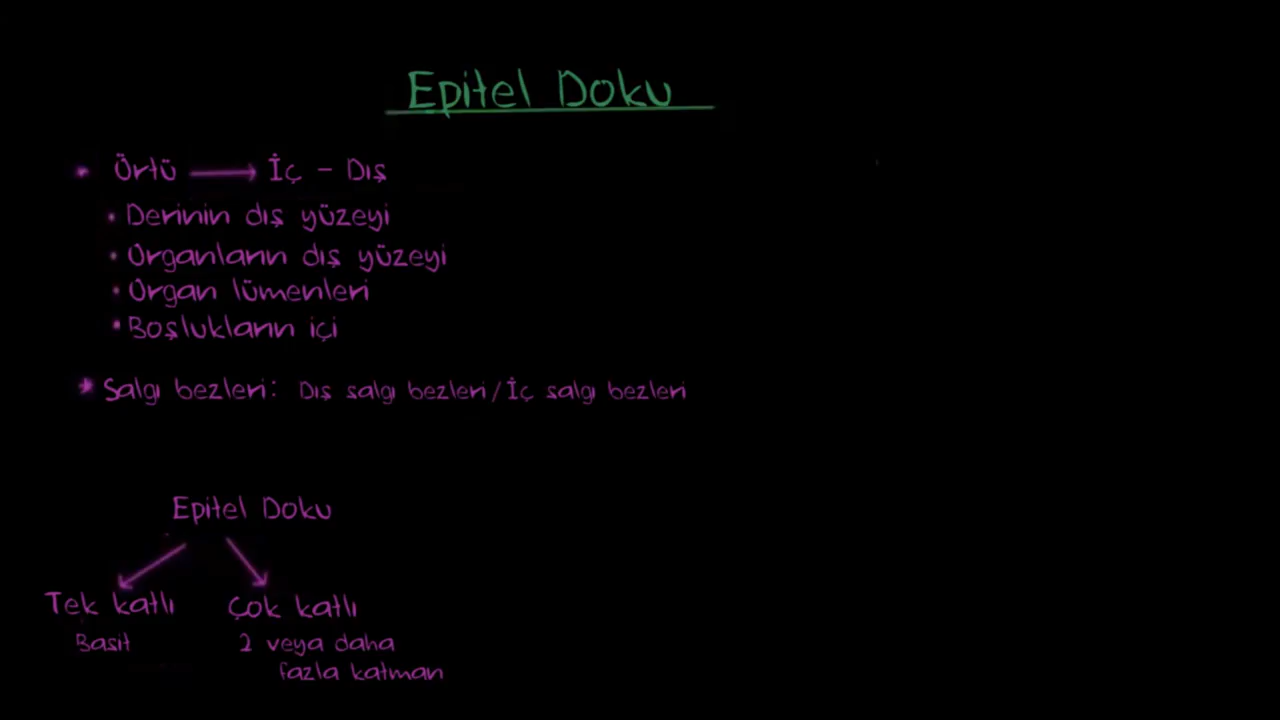 Epitel Doku
Örtü → İç - Dış
• Derinin dış yüzeyi
• Organların dış yüzeyi
• Organ lümenleri
• Boşlukların içi
* Salgı bezleri: Dış salgı bezleri/İç salgı bezleri
Epitel Doku
Tek katlı Çok katlı
Basit 2 veya daha
fazla katman